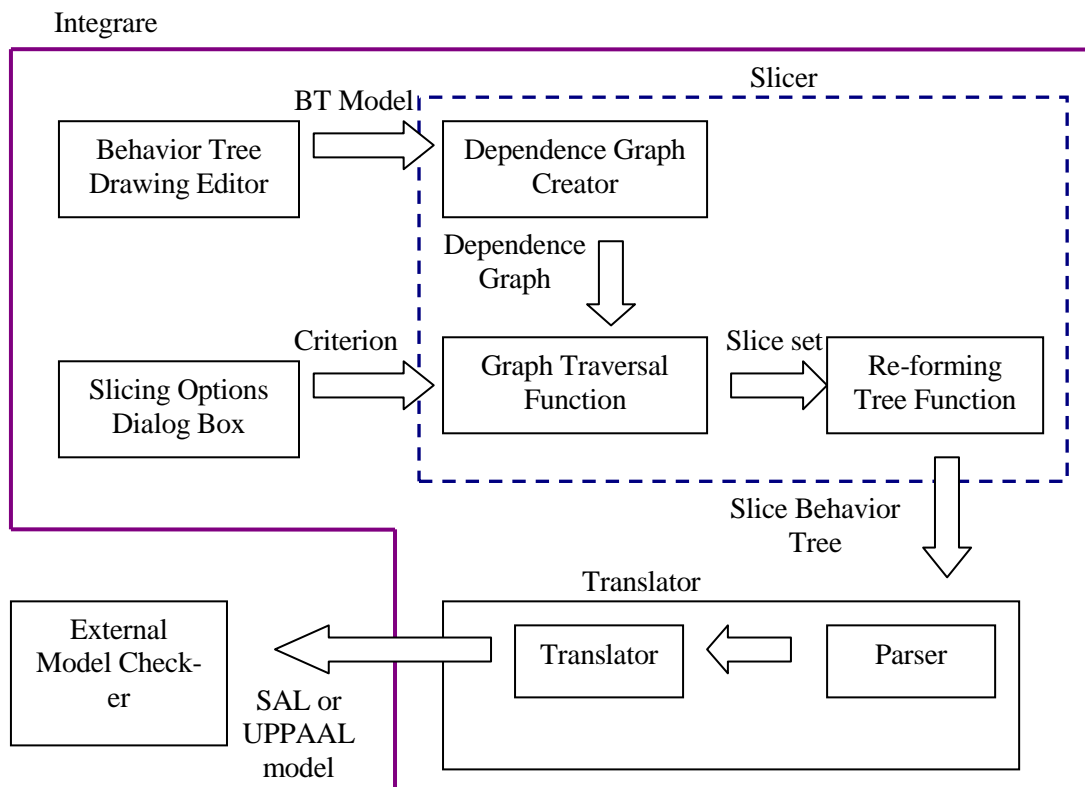 Integrare
Slicer
BT Model
Behavior Tree
Drawing Editor
Dependence Graph
Creator
Dependence
Graph
Criterion
Slice set
Slicing Options
Dialog Box
Graph Traversal
Function
Re-forming
Tree Function
Slice Behavior
Tree
Translator
External
Model Check-
er
Translator
Parser
SAL or
UPPAAL
model